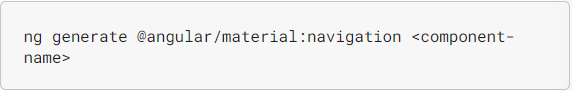 ng generate @angular/material:navigation <component-
name>